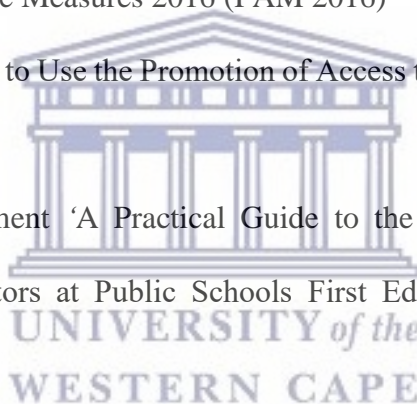 c Measures 2016 (PAM 2016)
to Use the Promotion of Access t
ment ‘A Practical Guide to the
tors at Public Schools First Ed
UNIVERSITY of the
WESTERN CAPE